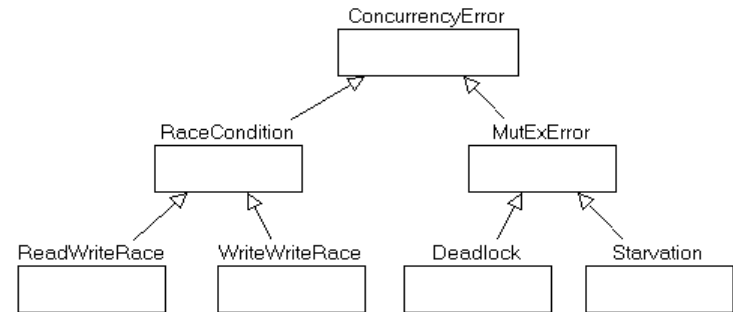 ConcurrencyError
RaceCondition
MutExError
ReadWriteRace
WriteWriteRace
Deadlock
Starvation